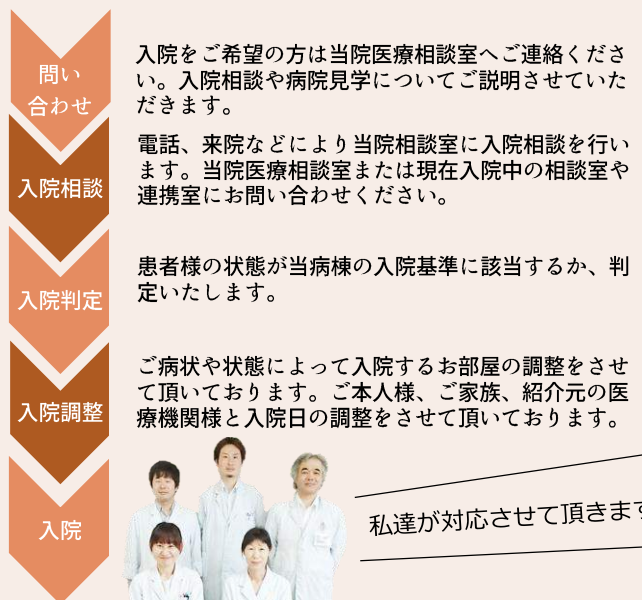 問い
合わせ
入院をご希望の方は当院医療相談室へご連絡くださ
い。入院相談や病院見学についてご説明させていた
だきます。
入院相談
電話、来院などにより当院相談室に入院相談を行い
ます。当院医療相談室または現在入院中の相談室や
連携室にお問い合わせください。
入院判定
患者様の状態が当病棟の入院基準に該当するか、判
定いたします。
入院調整
ご病状や状態によって入院するお部屋の調整をさせ
て頂いております。ご本人様、ご家族、紹介元の医
療機関様と入院日の調整をさせて頂いております。
入院
私達が対応させて頂きます